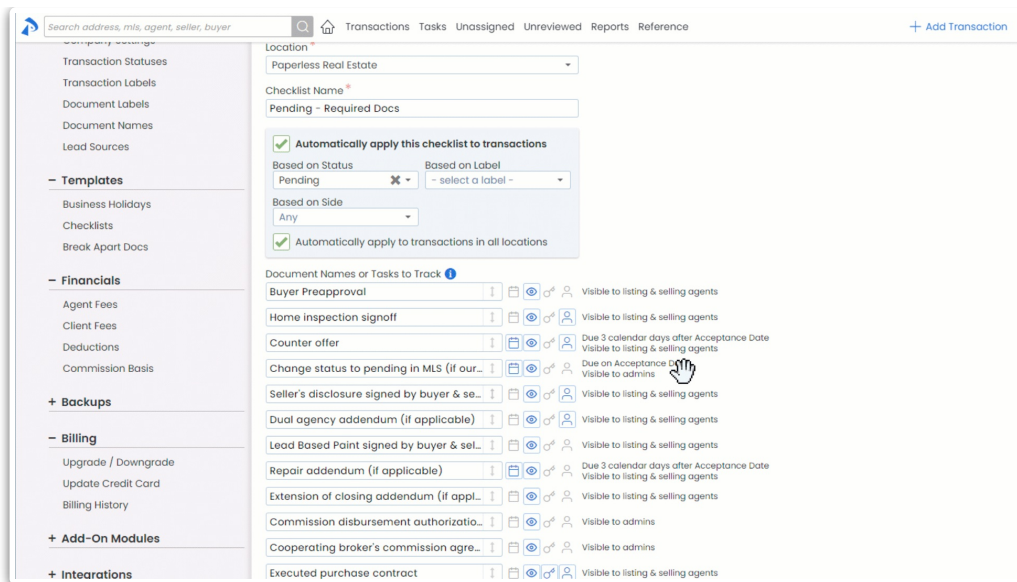 Search address, mls, agent, seller, buyer
Transactions Tasks Unassigned Unreviewed Reports Reference
+ Add Transaction
Company Settings
Transaction Statuses
Transaction Labels
Document Labels
Document Names
Lead Sources
– Templates
Business Holidays
Checklists
Break Apart Docs
– Financials
Agent Fees
Client Fees
Deductions
Commission Basis
+ Backups
– Billing
Upgrade / Downgrade
Update Credit Card
Billing History
+ Add-On Modules
+ Integrations
Location *
Paperless Real Estate
Checklist Name *
Pending - Required Docs
Automatically apply this checklist to transactions
Based on Status Based on Label
Pending - select a label -
Based on Side
Any
Automatically apply to transactions in all locations
Document Names or Tasks to Track
Buyer Preapproval Visible to listing & selling agents
Home inspection signoff Visible to listing & selling agents
Counter offer Due 3 calendar days after Acceptance Date
Visible to listing & selling agents
Change status to pending in MLS (if our... Due on Acceptance
Visible to admins
Seller's disclosure signed by buyer & se... Visible to listing & selling agents
Dual agency addendum (if applicable) Visible to listing & selling agents
Lead Based Paint signed by buyer & sel... Visible to listing & selling agents
Repair addendum (if applicable) Due 3 calendar days after Acceptance Date
Visible to listing & selling agents
Extension of closing addendum (if appl... Visible to listing & selling agents
Commission disbursement authorizatio... Visible to admins
Cooperating broker's commission agre... Visible to admins
Executed purchase contract Visible to listing & selling agents